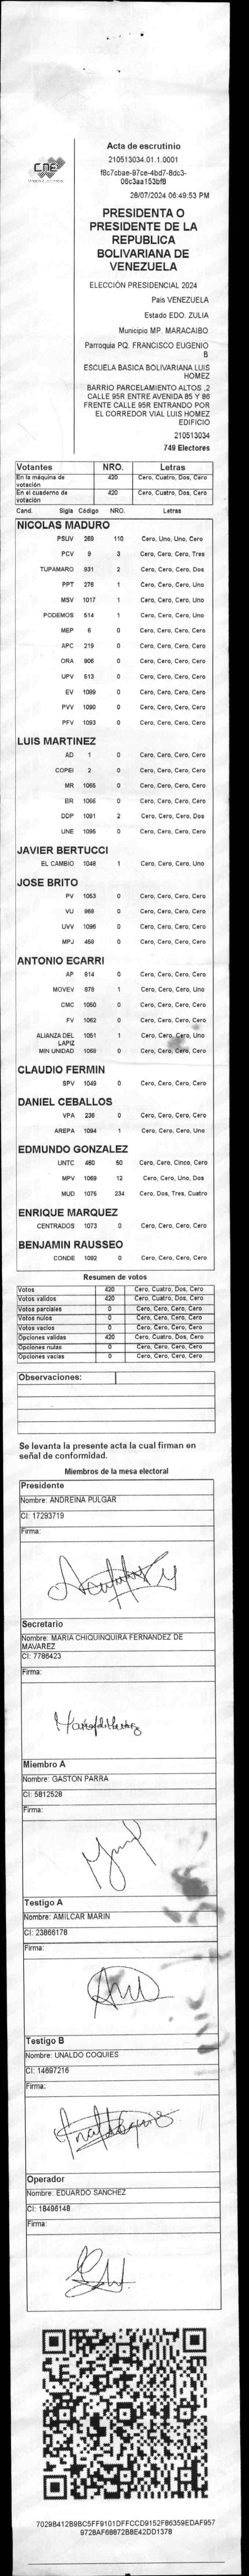 CNE
Acta de escrutinio
210513034.01.1.0001
f8c7cbae-97ce-4bd7-8dc3-
06c3aa153bf8
28/07/2024 06:49:53 PM
PRESIDENTA O
PRESIDENTE DE LA
REPUBLICA
BOLIVARIANA DE
VENEZUELA
ELECCIÓN PRESIDENCIAL 2024
País VENEZUELA
Estado EDO. ZULIA
Municipio MP. MARACAIBO
Parroquia PQ. FRANCISCO EUGENIO
B
ESCUELA BASICA BOLIVARIANA LUIS
HOMEZ
BARRIO PARCELAMIENTO ALTOS ,2
CALLE 95R ENTRE AVENIDA 85 Y 86
FRENTE CALLE 95R ENTRANDO POR
EL CORREDOR VIAL LUIS HOMEZ
EDIFICIO
210513034
749 Electores
Votantes NRO. Letras
En la máquina de votación 420 Cero, Cuatro, Dos, Cero
En el cuaderno de votación 420 Cero, Cuatro, Dos, Cero
Cand. Sigla Código NRO. Letras
NICOLAS MADURO
PSUV 269 110 Cero, Uno, Uno, Cero
PCV 9 3 Cero, Cero, Cero, Tres
TUPAMARO 931 2 Cero, Cero, Cero, Dos
PPT 276 1 Cero, Cero, Cero, Uno
MSV 1017 1 Cero, Cero, Cero, Uno
PODEMOS 514 1 Cero, Cero, Cero, Uno
MEP 6 0 Cero, Cero, Cero, Cero
APC 219 0 Cero, Cero, Cero, Cero
ORA 906 0 Cero, Cero, Cero, Cero
UPV 513 0 Cero, Cero, Cero, Cero
EV 1089 0 Cero, Cero, Cero, Cero
PVV 1090 0 Cero, Cero, Cero, Cero
PFV 1093 0 Cero, Cero, Cero, Cero
LUIS MARTINEZ
AD 1 0 Cero, Cero, Cero, Cero
COPEI 2 0 Cero, Cero, Cero, Cero
MR 1065 0 Cero, Cero, Cero, Cero
BR 1066 0 Cero, Cero, Cero, Cero
DDP 1091 2 Cero, Cero, Cero, Dos
UNE 1095 0 Cero, Cero, Cero, Cero
JAVIER BERTUCCI
EL CAMBIO 1048 1 Cero, Cero, Cero, Uno
JOSE BRITO
PV 1053 0 Cero, Cero, Cero, Cero
VU 868 0 Cero, Cero, Cero, Cero
UVV 1096 0 Cero, Cero, Cero, Cero
MPJ 459 0 Cero, Cero, Cero, Cero
ANTONIO ECARRI
AP 814 0 Cero, Cero, Cero, Cero
MOVEV 878 1 Cero, Cero, Cero, Uno
CMC 1050 0 Cero, Cero, Cero, Cero
FV 1062 0 Cero, Cero, Cero, Cero
ALIANZA DEL LAPIZ 1051 1 Cero, Cero, Cero, Uno
MIN UNIDAD 1068 0 Cero, Cero, Cero, Cero
CLAUDIO FERMIN
SPV 1049 0 Cero, Cero, Cero, Cero
DANIEL CEBALLOS
VPA 236 0 Cero, Cero, Cero, Cero
AREPA 1094 1 Cero, Cero, Cero, Uno
EDMUNDO GONZALEZ
UNTC 460 50 Cero, Cero, Cinco, Cero
MPV 1069 12 Cero, Cero, Uno, Dos
MUD 1075 234 Cero, Dos, Tres, Cuatro
ENRIQUE MARQUEZ
CENTRADOS 1073 0 Cero, Cero, Cero, Cero
BENJAMIN RAUSSEO
CONDE 1092 0 Cero, Cero, Cero, Cero
Resumen de votos
Votos 420 Cero, Cuatro, Dos, Cero
Votos validos 420 Cero, Cuatro, Dos, Cero
Votos parciales 0 Cero, Cero, Cero, Cero
Votos nulos 0 Cero, Cero, Cero, Cero
Votos vacios 0 Cero, Cero, Cero, Cero
Opciones validas 420 Cero, Cuatro, Dos, Cero
Opciones nulas 0 Cero, Cero, Cero, Cero
Opciones vacias 0 Cero, Cero, Cero, Cero
Observaciones:
Se levanta la presente acta la cual firman en
señal de conformidad.
Miembros de la mesa electoral
Presidente
Nombre: ANDREINA PULGAR
CI: 17293719
Firma:
Secretario
Nombre: MARIA CHIQUINQUIRA FERNANDEZ DE
MAVAREZ
CI: 7786423
Firma:
Miembro A
Nombre: GASTON PARRA
CI: 5812528
Firma:
Testigo A
Nombre: AMILCAR MARIN
CI: 23866178
Firma:
Testigo B
Nombre: UNALDO COQUIES
CI: 14697216
Firma:
Operador
Nombre: EDUARDO SANCHEZ
CI: 18496148
Firma:
7029B412B9BC5FF9101DFFCCD9152F86359EDAF957
9728AF68872B8E42DD1378